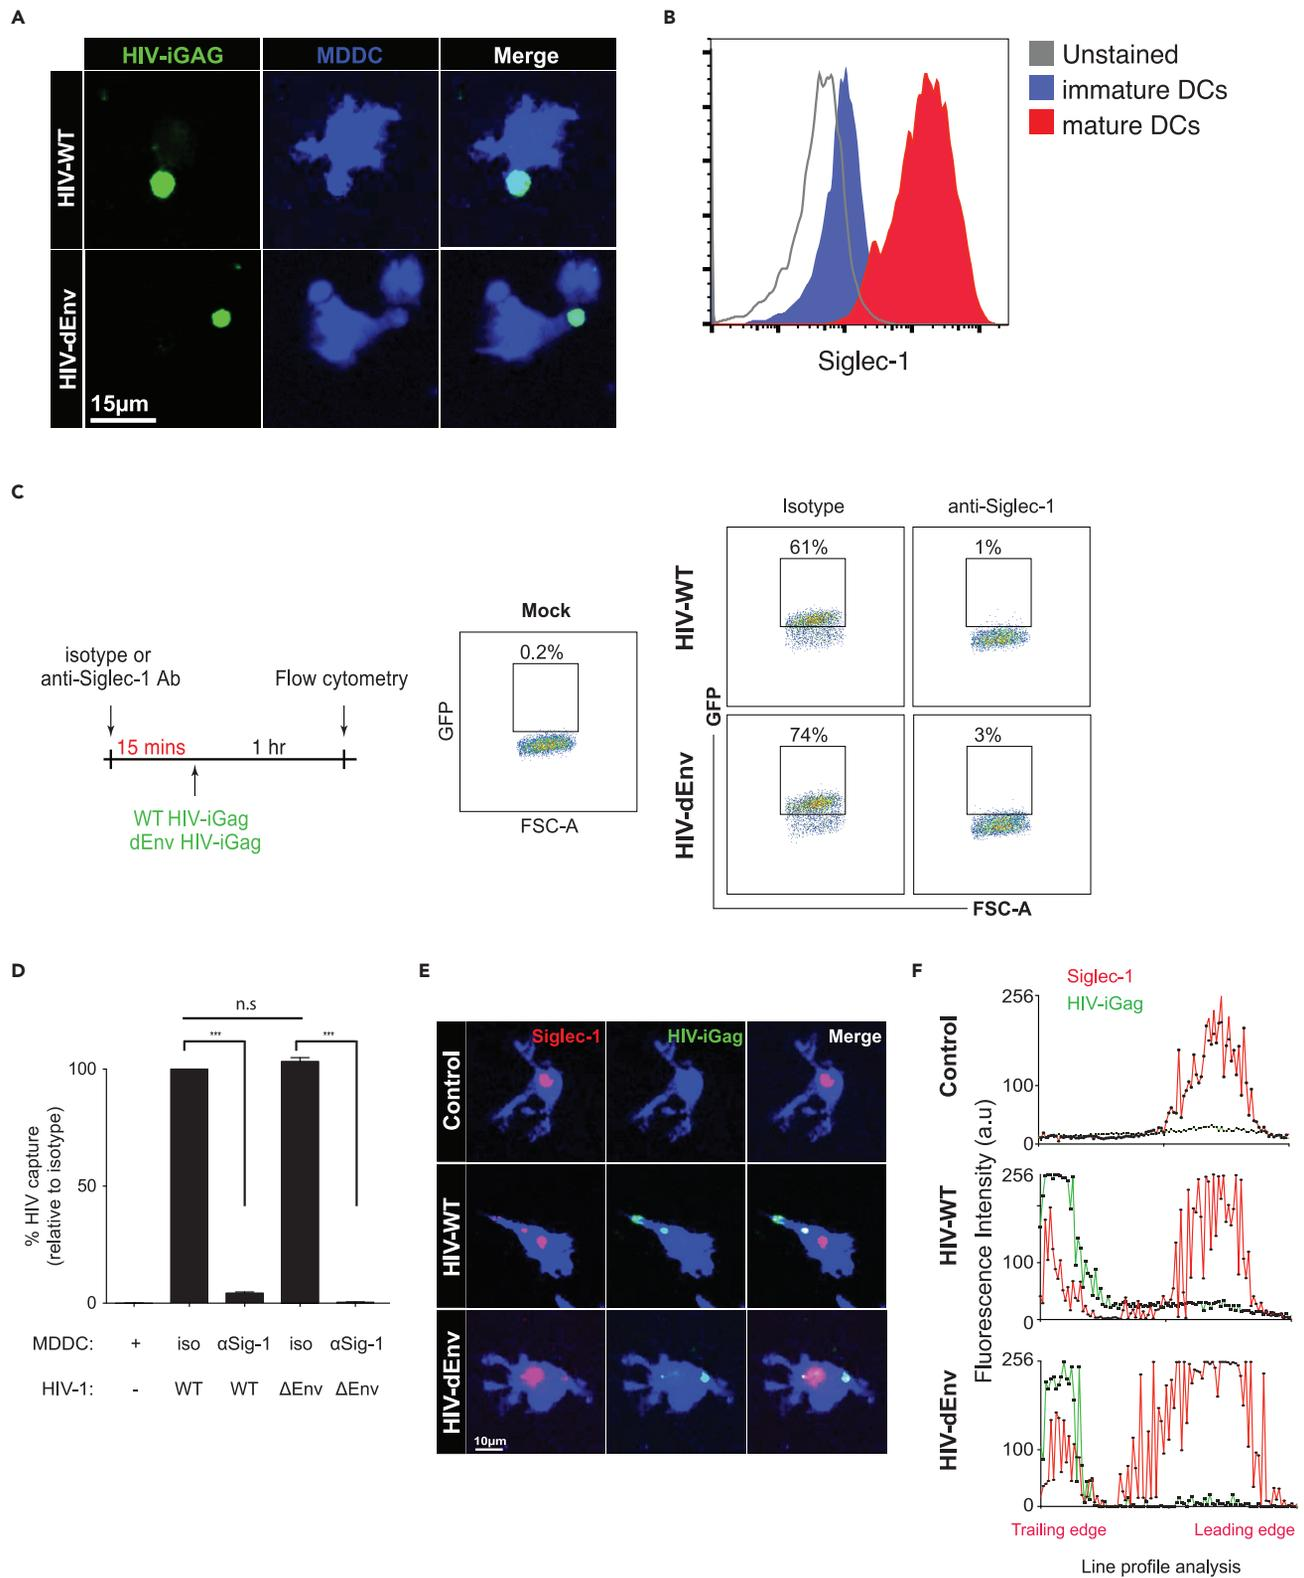 A
HIV-iGAG
MDDC
Merge
HIV-WT
HIV-dEnv
15µm
B
Unstained
immature DCs
mature DCs
Siglec-1
C
isotype or
anti-Siglec-1 Ab
Flow cytometry
15 mins
1 hr
WT HIV-iGag
dEnv HIV-iGag
Mock
0.2%
GFP
FSC-A
Isotype
anti-Siglec-1
HIV-WT
61%
1%
GFP
HIV-dEnv
74%
3%
FSC-A
D
n.s
***
***
100
50
0
% HIV capture
(relative to isotype)
MDDC: + iso αSig-1 iso αSig-1
HIV-1: - WT WT ΔEnv ΔEnv
E
Siglec-1
HIV-iGag
Merge
Control
HIV-WT
HIV-dEnv
10µm
F
Siglec-1
HIV-iGag
Control
256
100
0
HIV-WT
256
100
0
HIV-dEnv
256
100
0
Fluorescence Intensity (a.u)
Trailing edge
Leading edge
Line profile analysis